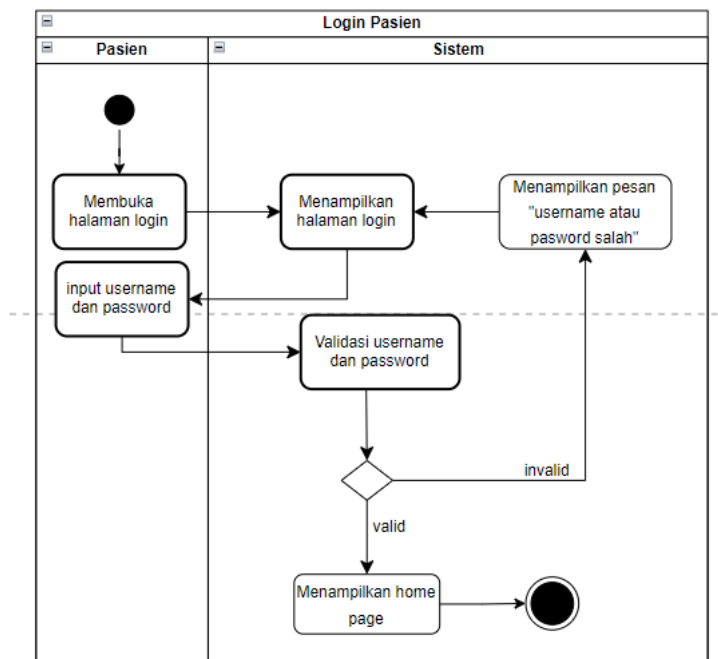 Login Pasien
Pasien
Sistem
Membuka
halaman login
Menampilkan
halaman login
Menampilkan pesan
"username atau
pasword salah"
input username
dan password
Validasi username
dan password
invalid
valid
Menampilkan home
page